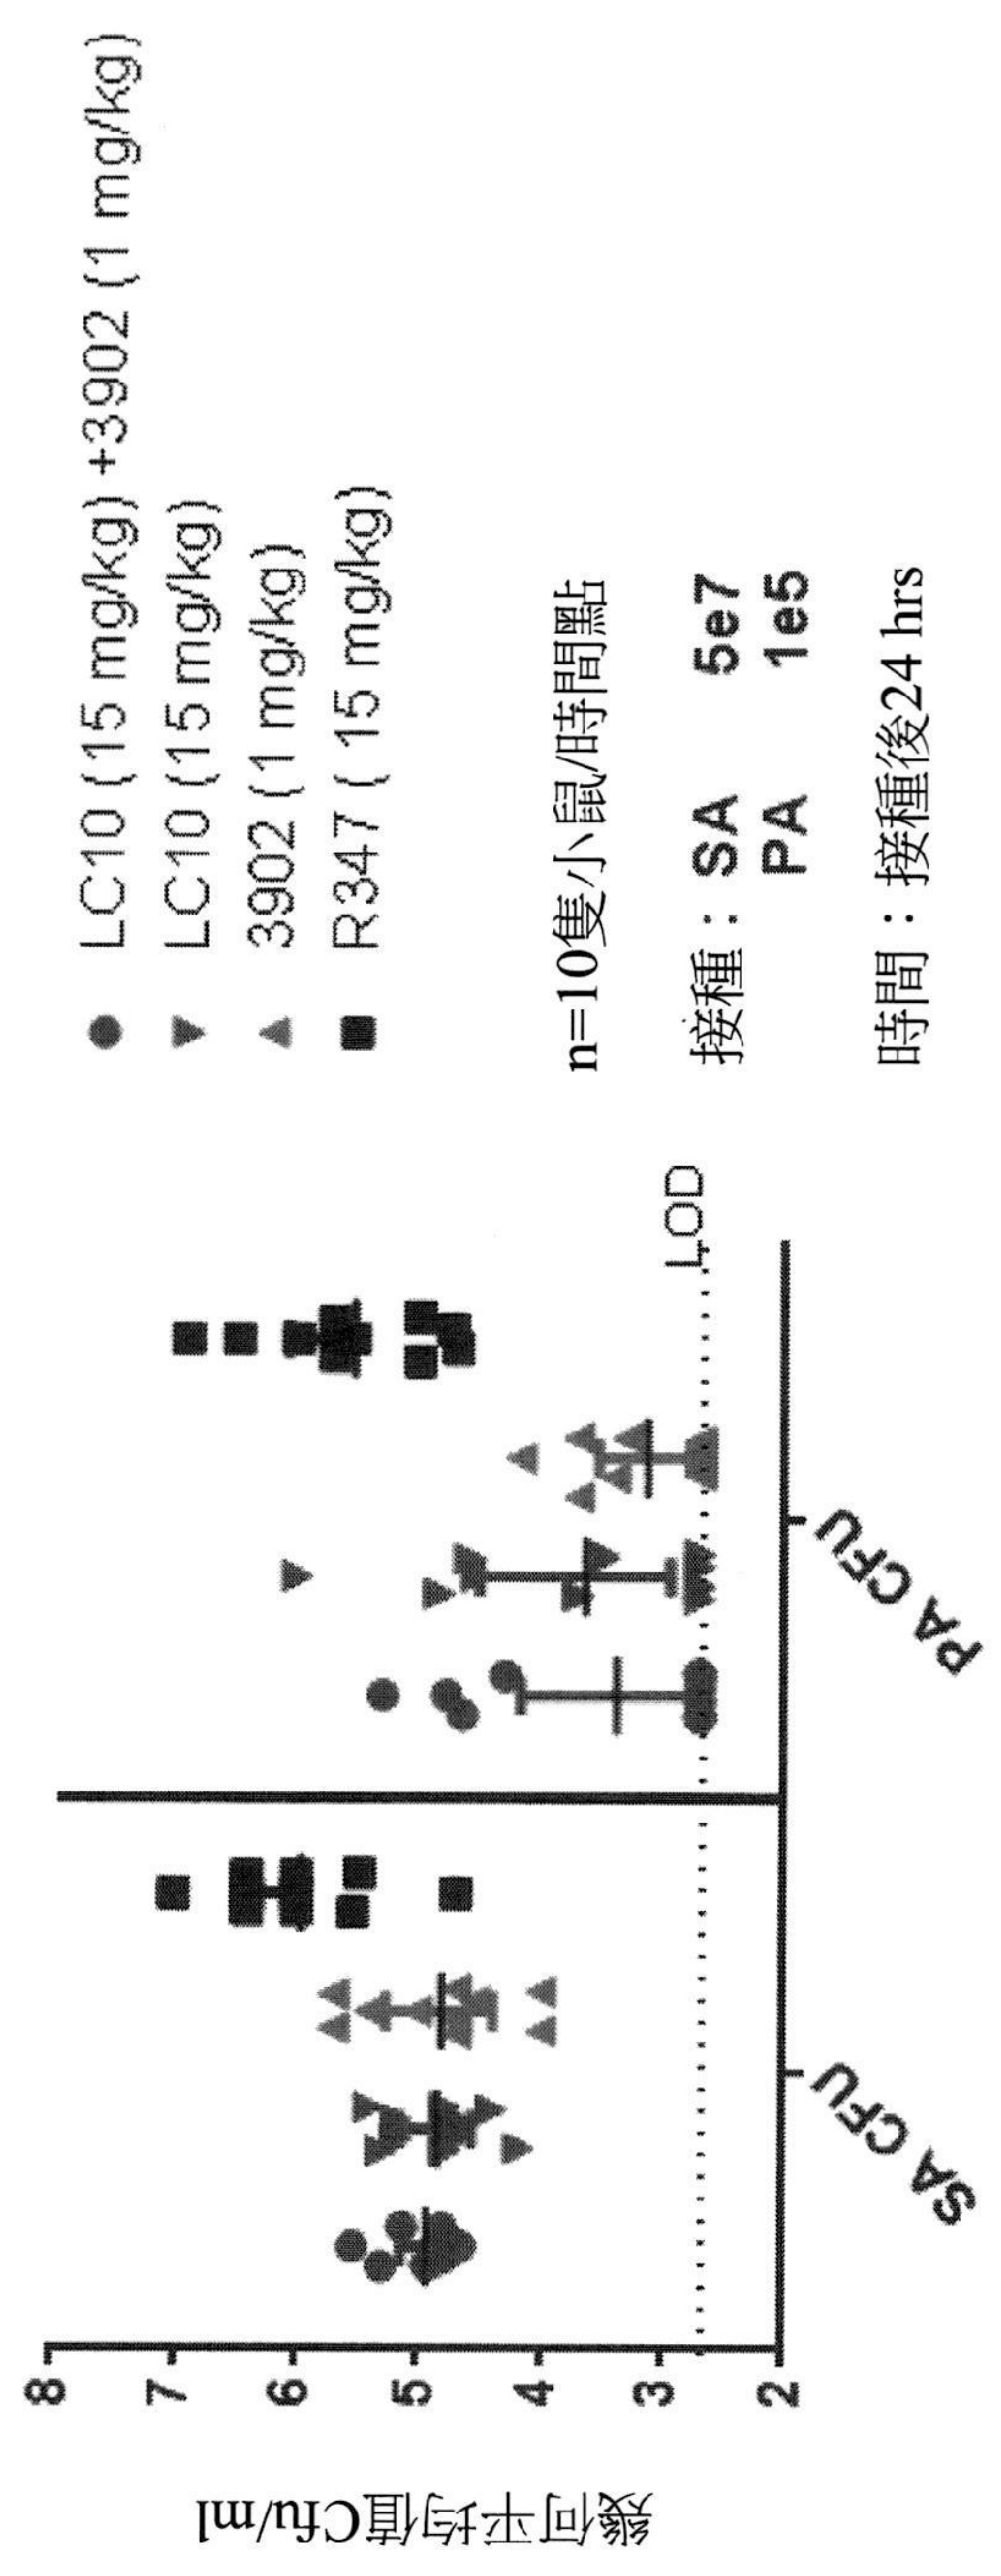 幾何平均值Cfu/ml
8
7
6
5
4
3
2
SA CFU
PA CFU
LOD
LC10 (15 mg/kg) +3902 (1 mg/kg)
LC10 (15 mg/kg)
3902 (1 mg/kg)
R347 ( 15 mg/kg)
n=10隻小鼠/時間點
接種： SA 5e7
PA 1e5
時間：接種後24 hrs